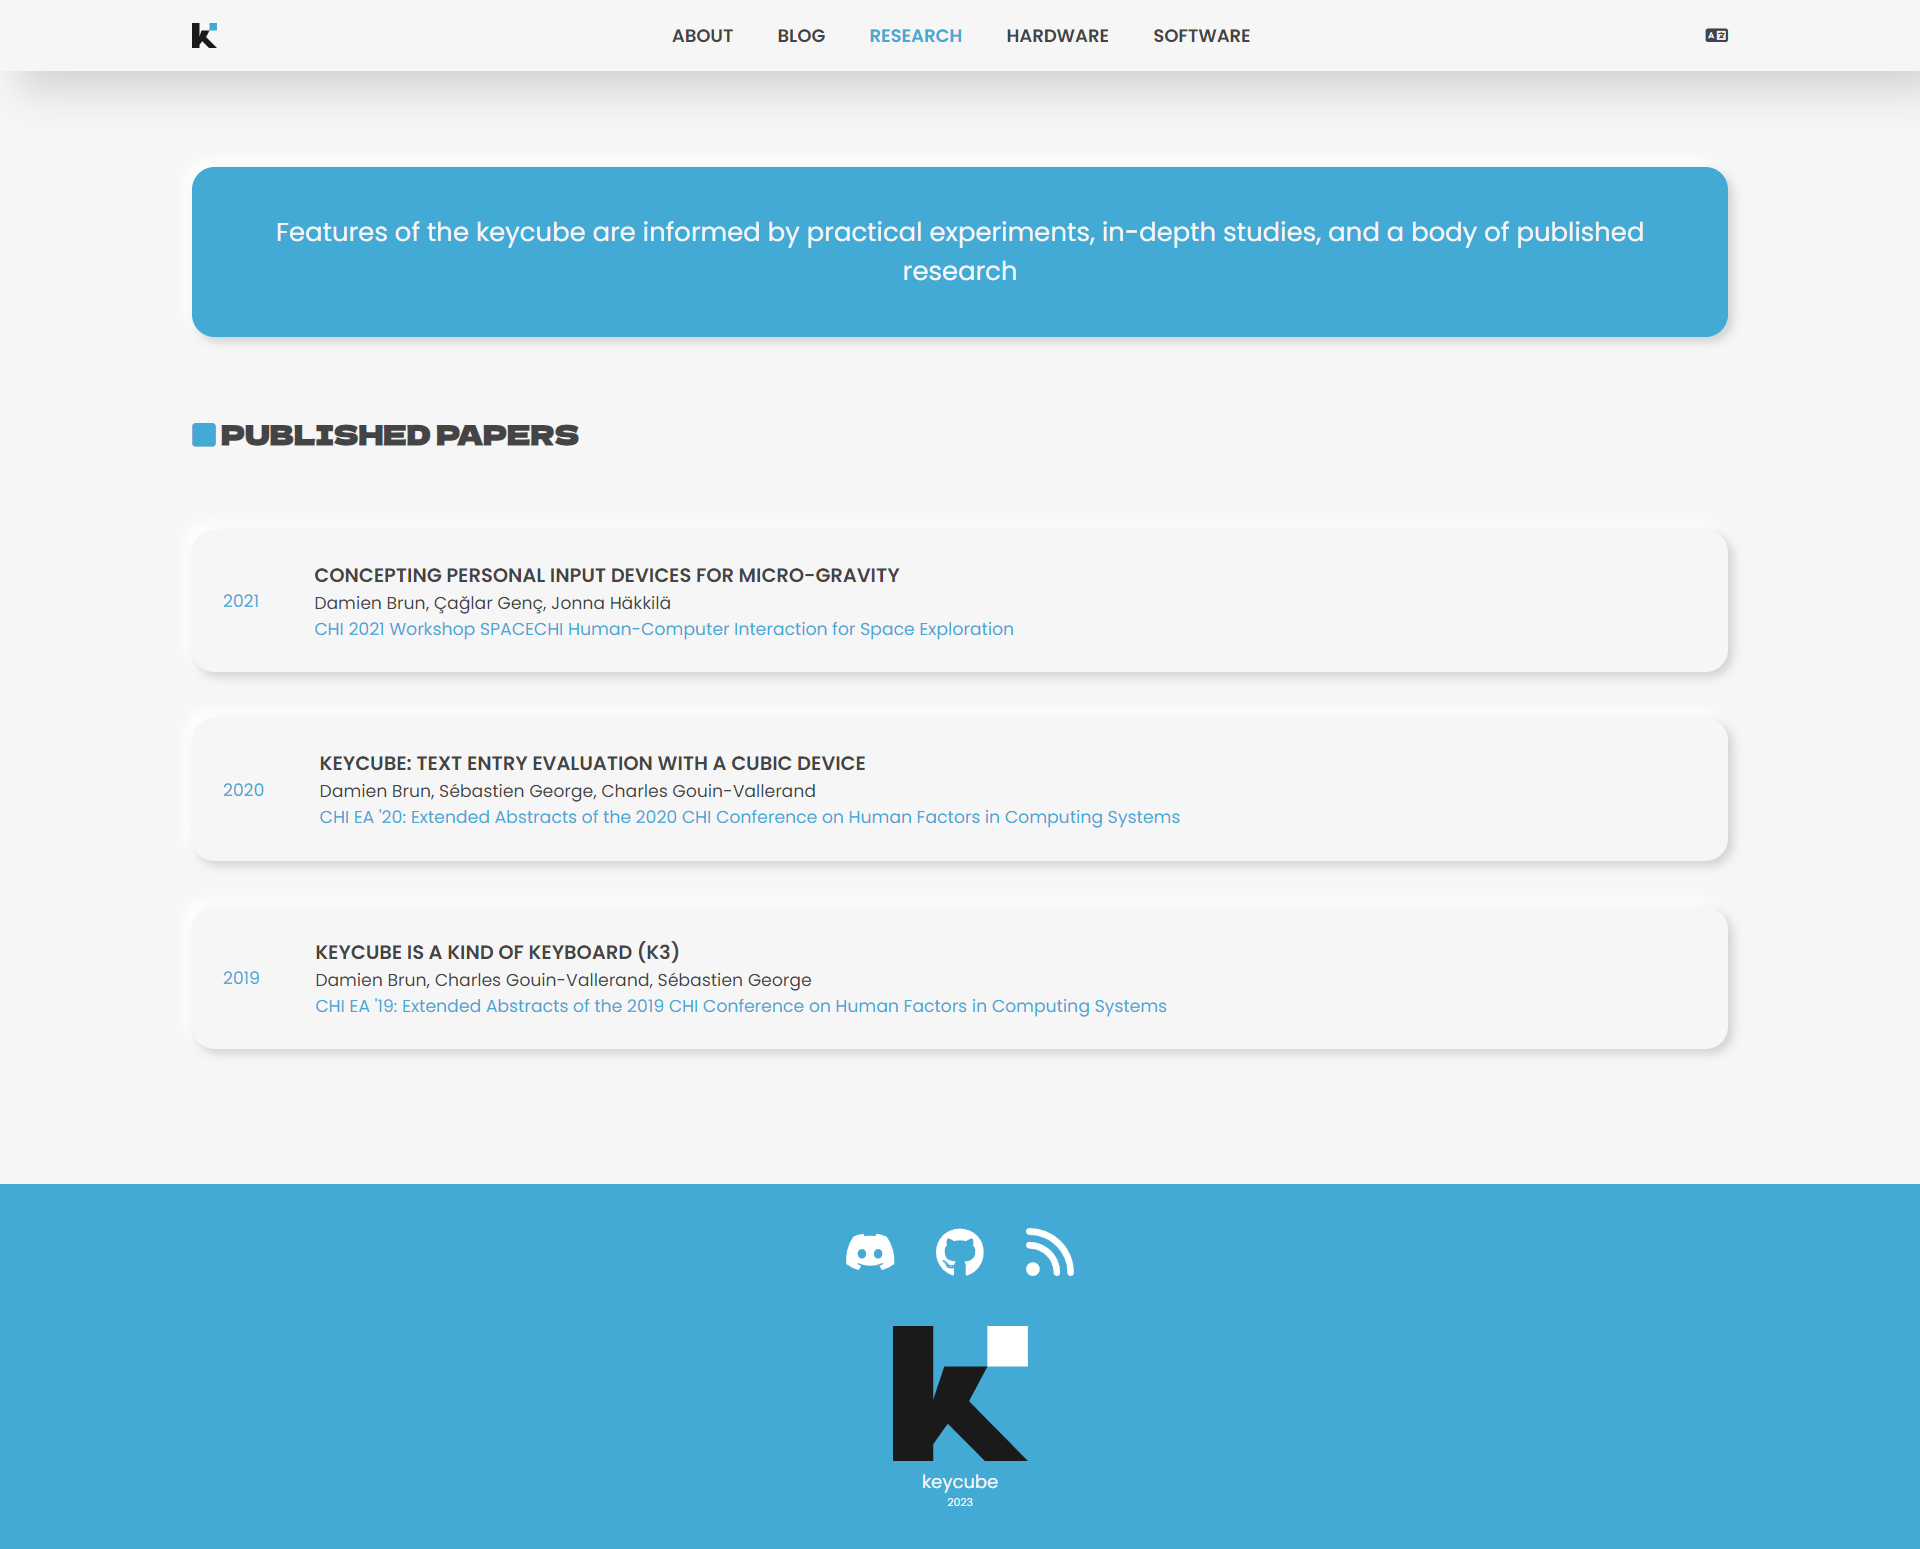 k
ABOUT BLOG RESEARCH HARDWARE SOFTWARE
Features of the keycube are informed by practical experiments, in-depth studies, and a body of published
research
PUBLISHED PAPERS
2021
CONCEPTING PERSONAL INPUT DEVICES FOR MICRO-GRAVITY
Damien Brun, Çağlar Genç, Jonna Häkkilä
CHI 2021 Workshop SPACECHI Human-Computer Interaction for Space Exploration
2020
KEYCUBE: TEXT ENTRY EVALUATION WITH A CUBIC DEVICE
Damien Brun, Sébastien George, Charles Gouin-Vallerand
CHI EA '20: Extended Abstracts of the 2020 CHI Conference on Human Factors in Computing Systems
2019
KEYCUBE IS A KIND OF KEYBOARD (K3)
Damien Brun, Charles Gouin-Vallerand, Sébastien George
CHI EA '19: Extended Abstracts of the 2019 CHI Conference on Human Factors in Computing Systems
k
keycube
2023